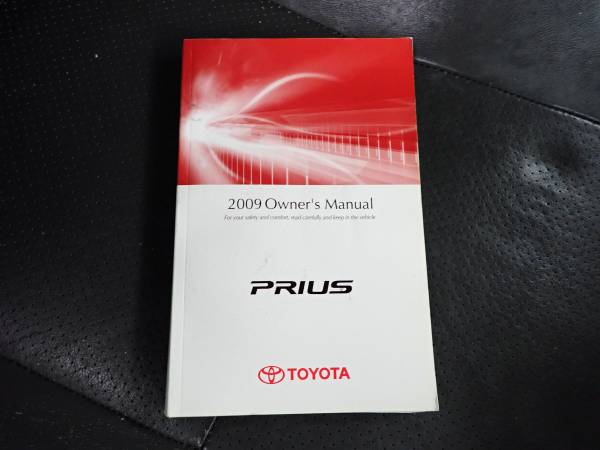 2009 Owner's Manual
For your safety and comfort, read carefully and keep in the vehicle
PRIUS
TOYOTA